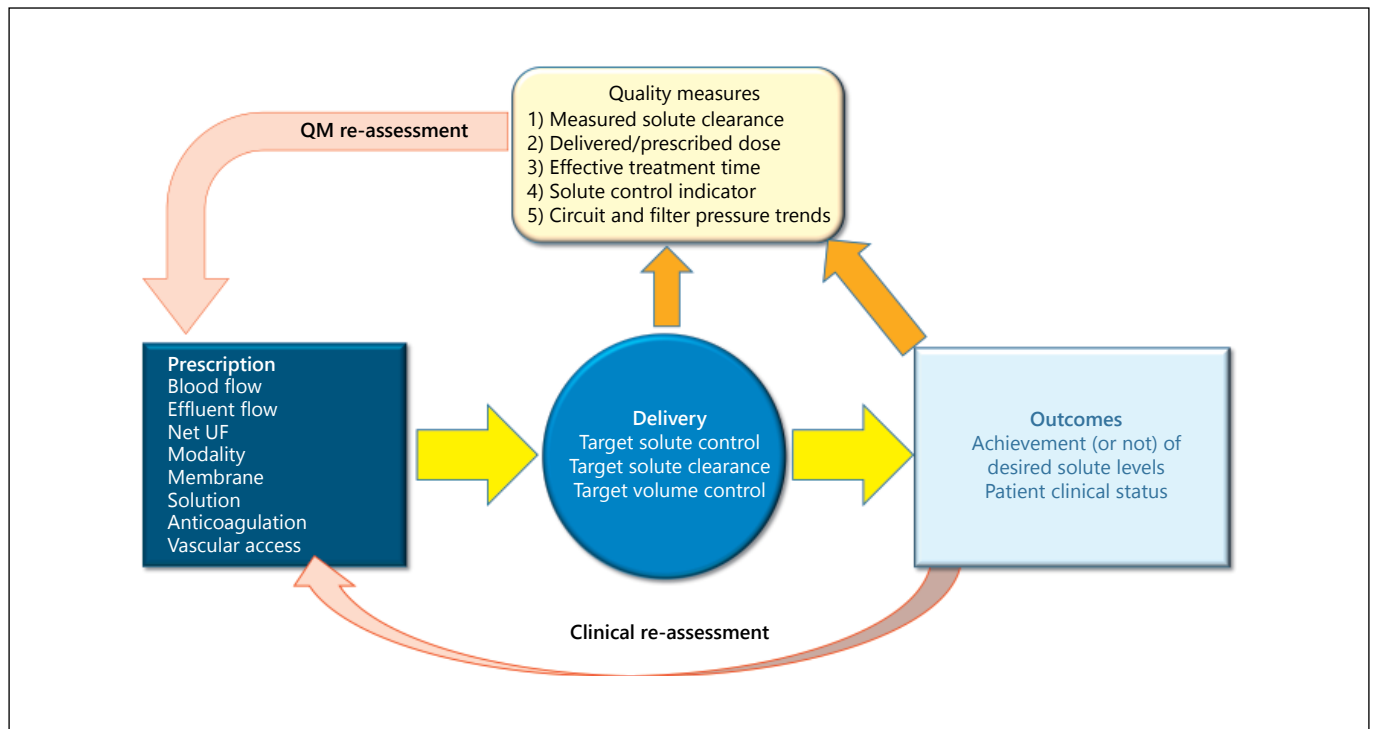 Quality measures
1) Measured solute clearance
2) Delivered/prescribed dose
3) Effective treatment time
4) Solute control indicator
5) Circuit and filter pressure trends
QM re-assessment
Prescription
Blood flow
Effluent flow
Net UF
Modality
Membrane
Solution
Anticoagulation
Vascular access
Delivery
Target solute control
Target solute clearance
Target volume control
Outcomes
Achievement (or not) of
desired solute levels
Patient clinical status
Clinical re-assessment